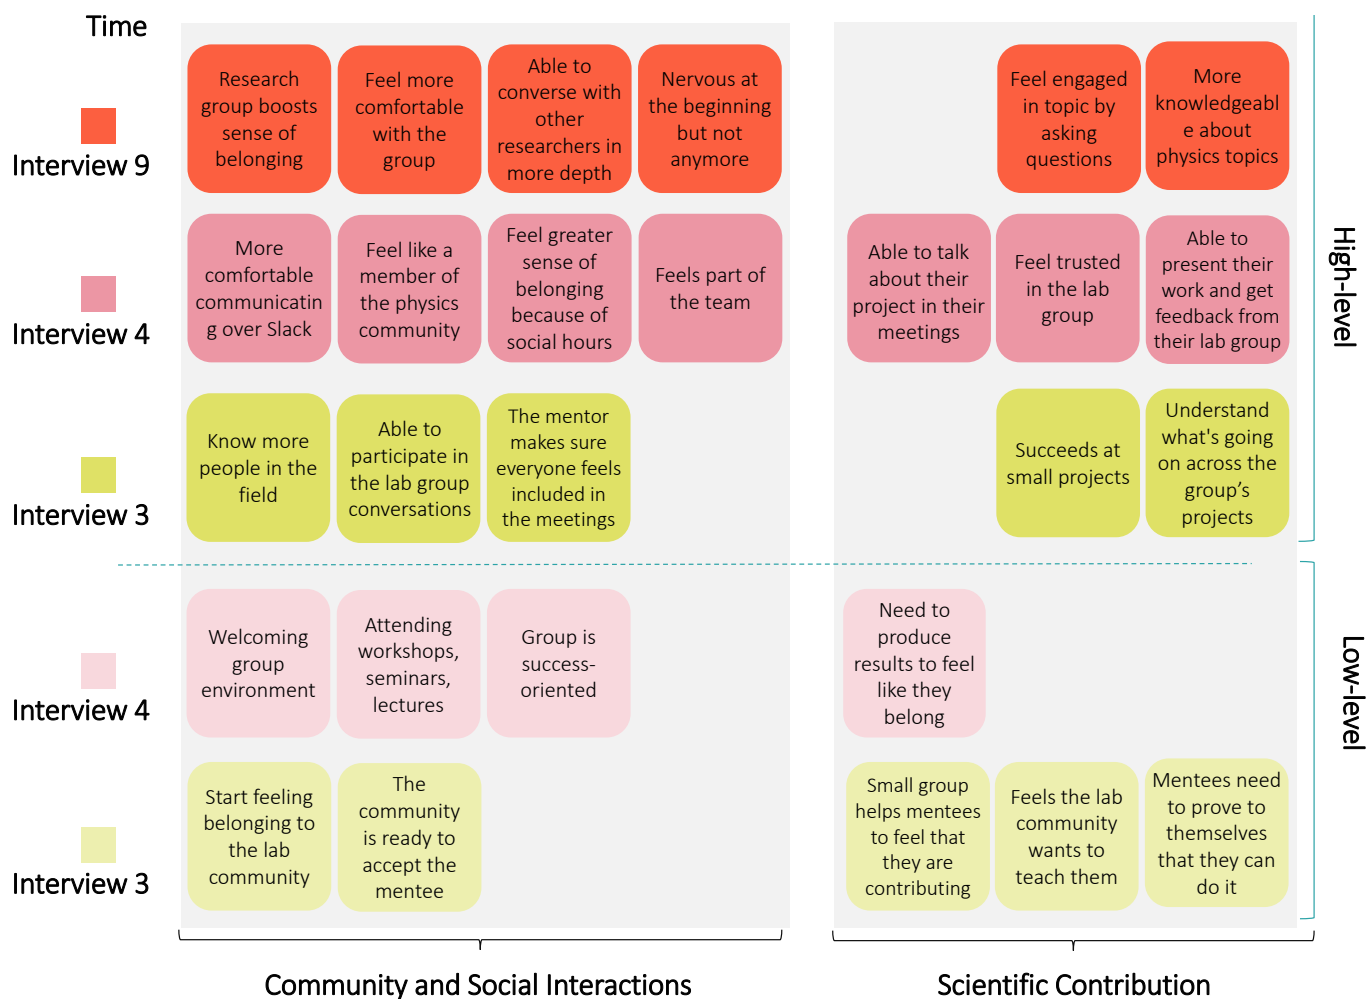 Time
Interview 9
Research
group boosts
sense of
belonging
Feel more
comfortable
with the
group
Able to
converse with
other
researchers in
more depth
Nervous at
the beginning
but not
anymore
Feel engaged
in topic by
asking
questions
More
knowledgeabl
e about
physics topics
Interview 4
More
comfortable
communicatin
g over Slack
Feel like a
member of
the physics
community
Feel greater
sense of
belonging
because of
social hours
Feels part of
the team
Able to talk
about their
project in their
meetings
Feel trusted
in the lab
group
Able to
present their
work and get
feedback from
their lab group
High-level
Interview 3
Know more
people in the
field
Able to
participate in
the lab group
conversations
The mentor
makes sure
everyone feels
included in
the meetings
Succeeds at
small projects
Understand
what's going
on across the
group’s
projects
Interview 4
Welcoming
group
environment
Attending
workshops,
seminars,
lectures
Group is
success-
oriented
Need to
produce
results to feel
like they
belong
Low-level
Interview 3
Start feeling
belonging to
the lab
community
The
community
is ready to
accept the
mentee
Small group
helps mentees
to feel that
they are
contributing
Feels the lab
community
wants to
teach them
Mentees need
to prove to
themselves
that they can
do it
Community and Social Interactions
Scientific Contribution